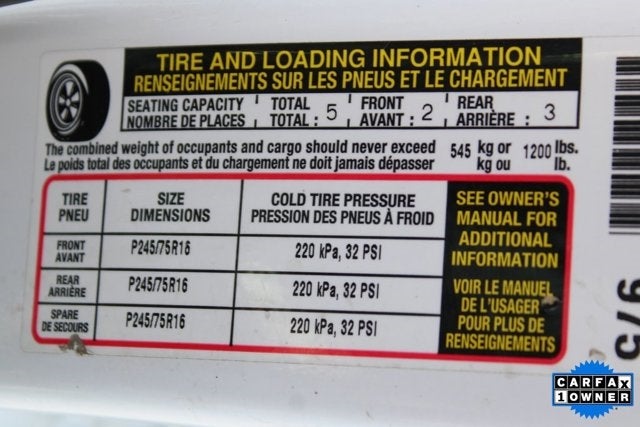 TIRE AND LOADING INFORMATION
RENSEIGNEMENTS SUR LES PNEUS ET LE CHARGEMENT
SEATING CAPACITY TOTAL FRONT REAR
NOMBRE DE PLACES TOTAL : 5 AVANT : 2 ARRIÈRE : 3
The combined weight of occupants and cargo should never exceed 545 kg or 1200 lbs.
Le poids total des occupants et du chargement ne doit jamais dépasser kg ou lb.
TIRE SIZE COLD TIRE PRESSURE
PNEU DIMENSIONS PRESSION DES PNEUS À FROID
FRONT
AVANT P245/75R16 220 kPa, 32 PSI
REAR
ARRIÈRE P245/75R16 220 kPa, 32 PSI
SPARE
DE SECOURS P245/75R16 220 kPa, 32 PSI
SEE OWNER'S
MANUAL FOR
ADDITIONAL
INFORMATION
VOIR LE MANUEL
DE L'USAGER
POUR PLUS DE
RENSEIGNEMENTS
975
CARFAX
1 OWNER